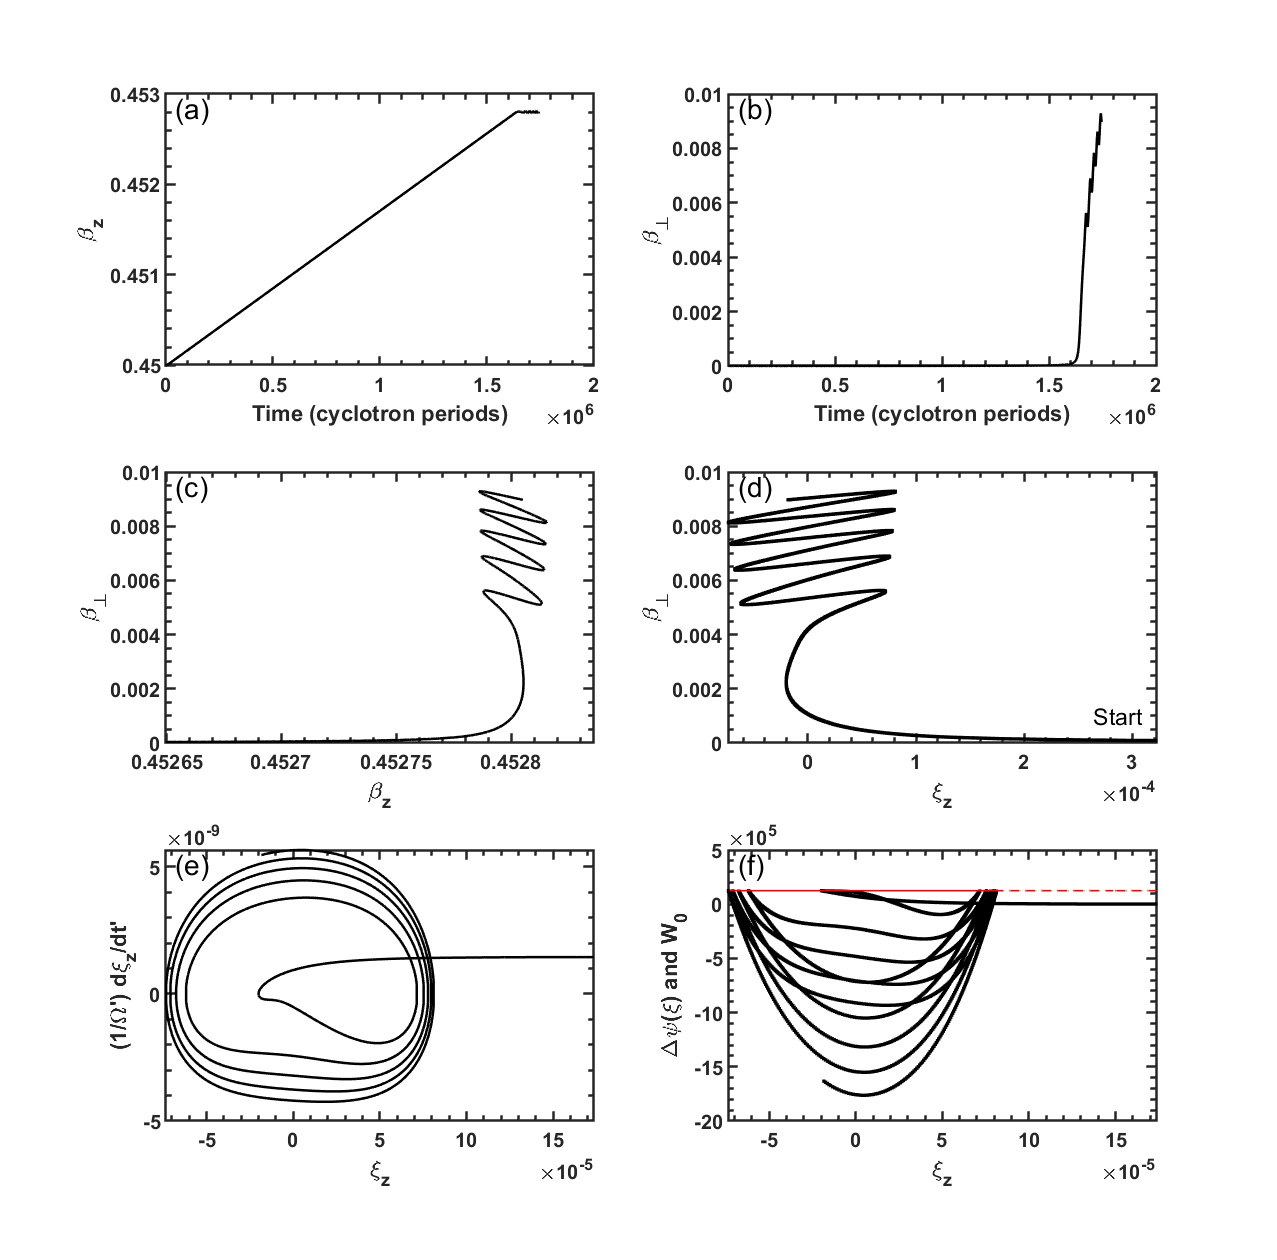 (a)
0.453
0.452
0.451
0.45
β_z
0 0.5 1 1.5 2
Time (cyclotron periods)
×10^6
(b)
0.01
0.008
0.006
0.004
0.002
0
β_⊥
0 0.5 1 1.5 2
Time (cyclotron periods)
×10^6
(c)
0.01
0.008
0.006
0.004
0.002
0
β_⊥
0.45265 0.4527 0.45275 0.4528
β_z
(d)
0.01
0.008
0.006
0.004
0.002
0
β_⊥
Start
0 1 2 3
ξ_z
×10^-4
(e)
×10^-9
5
0
-5
(1/Ω') dξ_z/dt'
-5 0 5 10 15
ξ_z
×10^-5
(f)
×10^5
5
0
-5
-10
-15
-20
Δψ(ξ) and W_0
-5 0 5 10 15
ξ_z
×10^-5